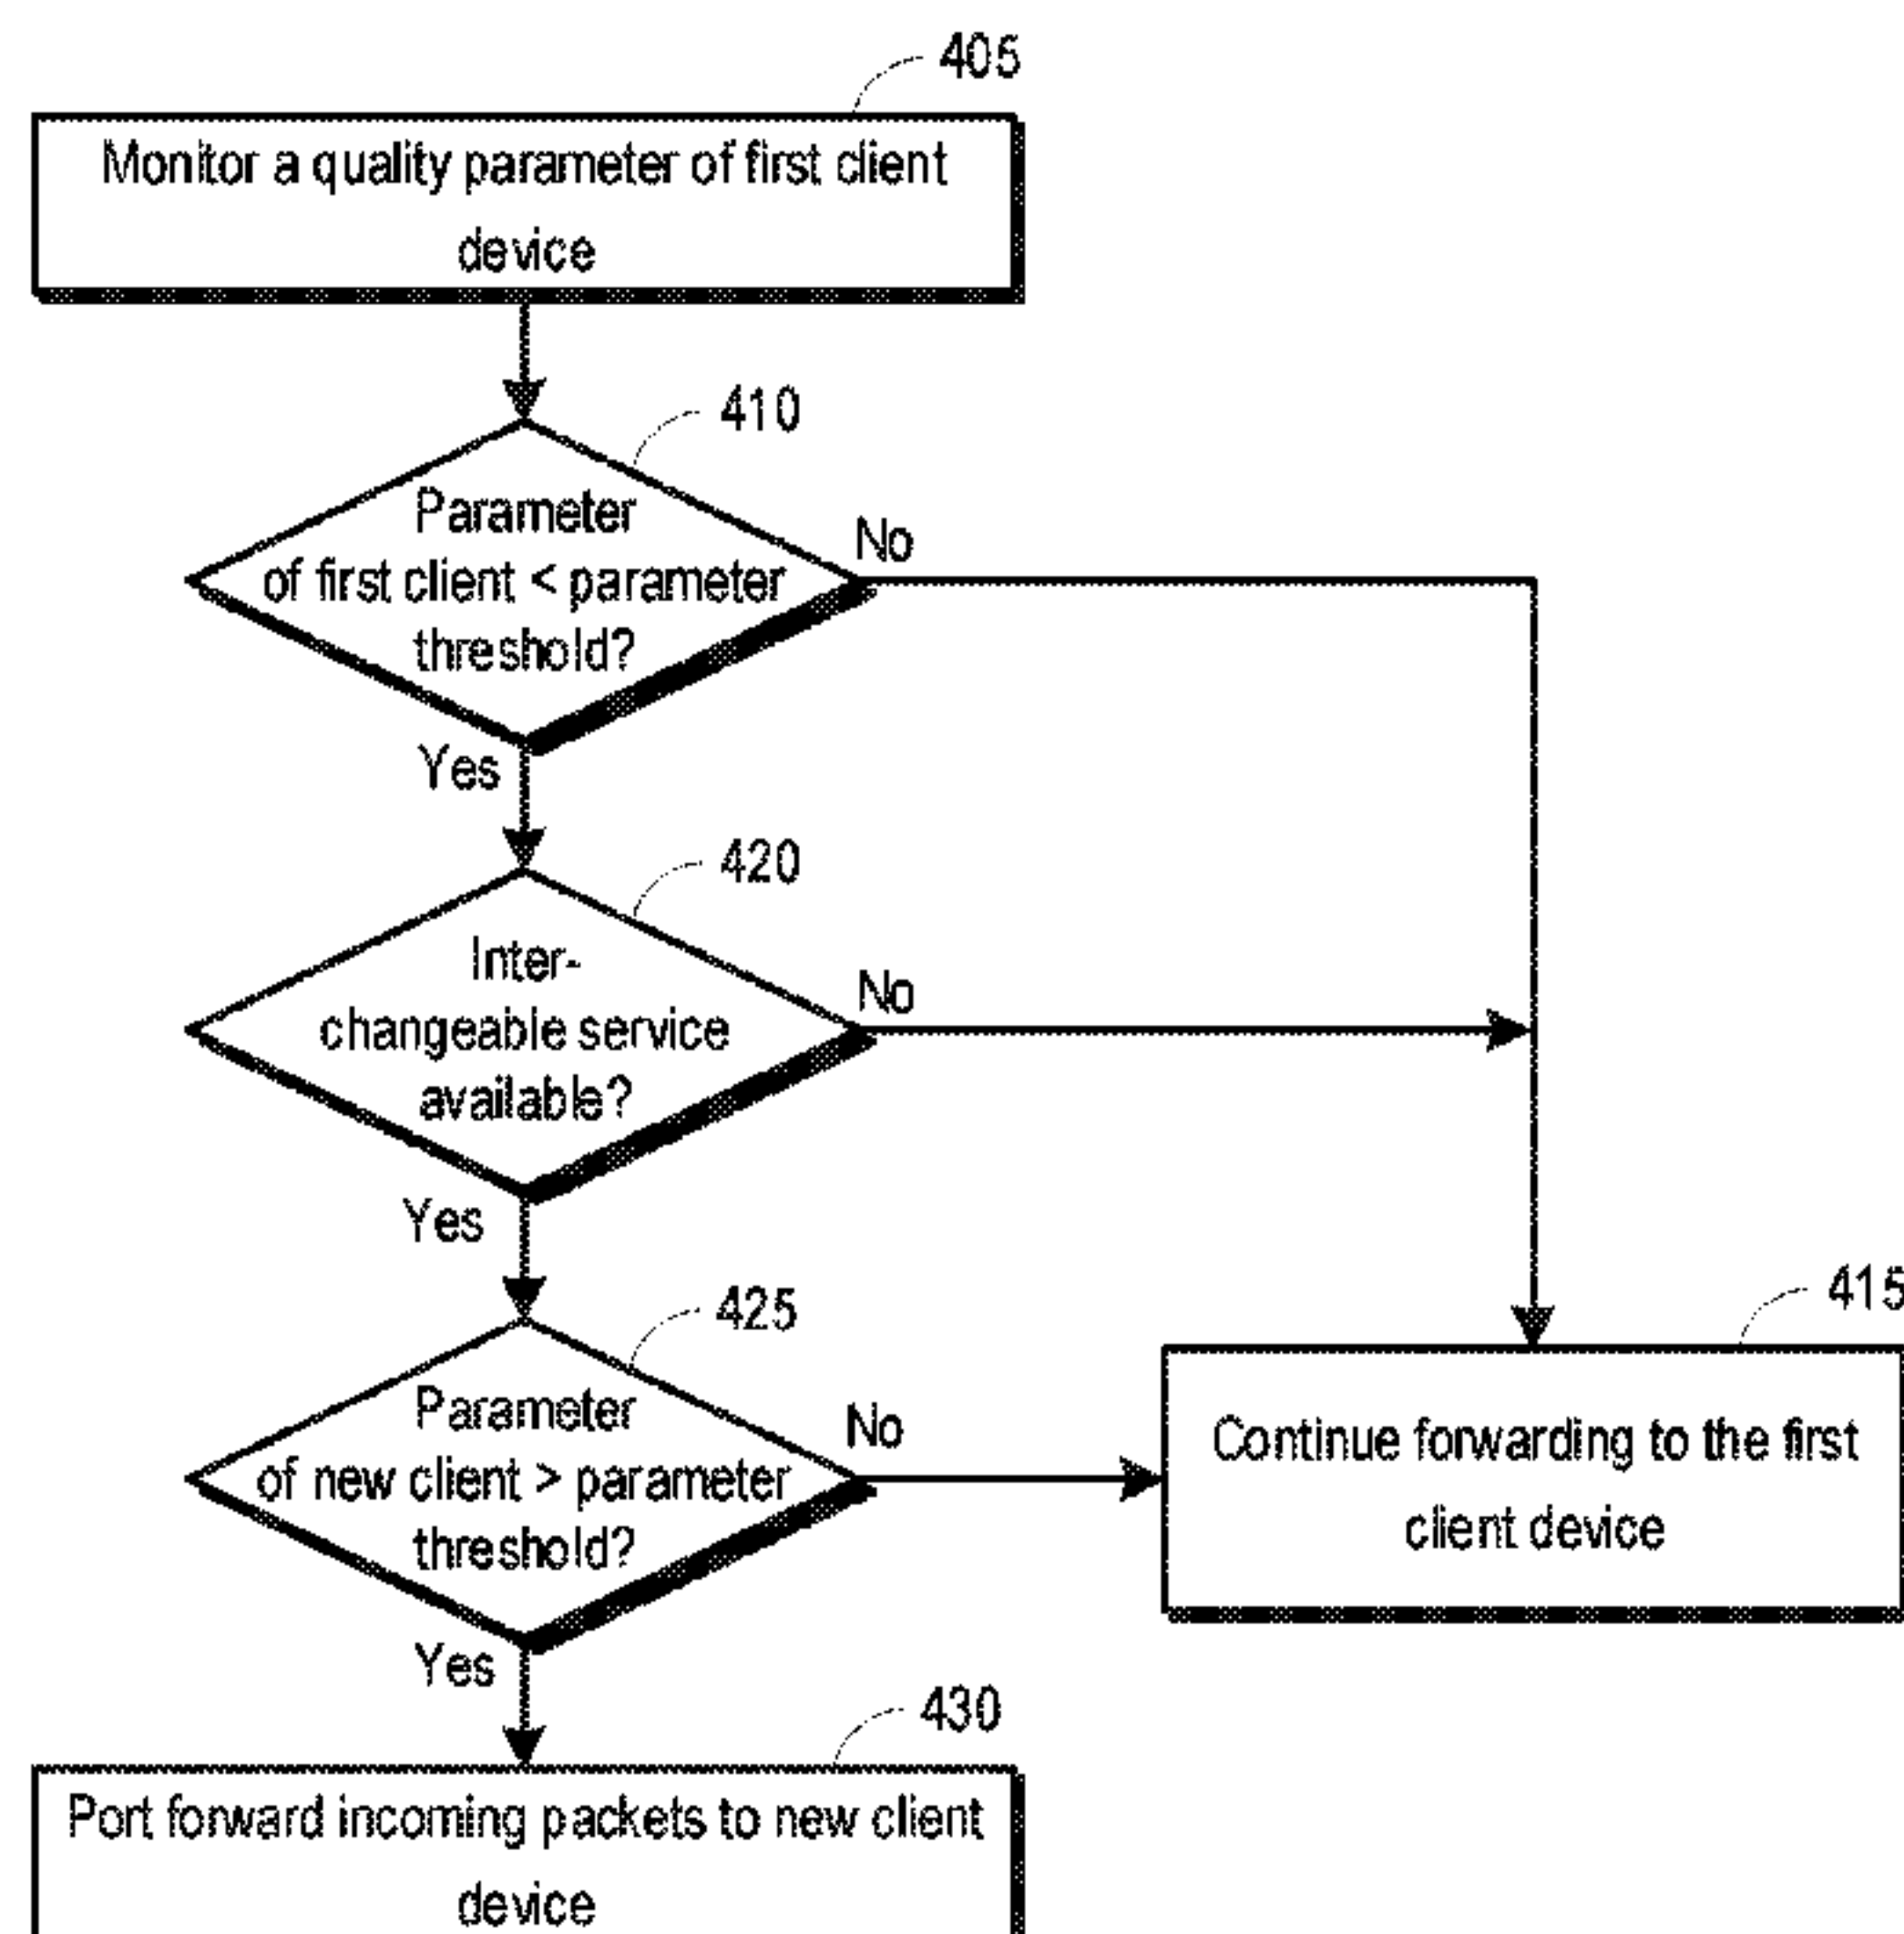 405
Monitor a quality parameter of first client
device
410
Parameter
of first client < parameter
threshold?
No
Yes
420
Inter-
changeable service
available?
No
Yes
425
Parameter
of new client > parameter
threshold?
No
Yes
415
Continue forwarding to the first
client device
430
Port forward incoming packets to new client
device